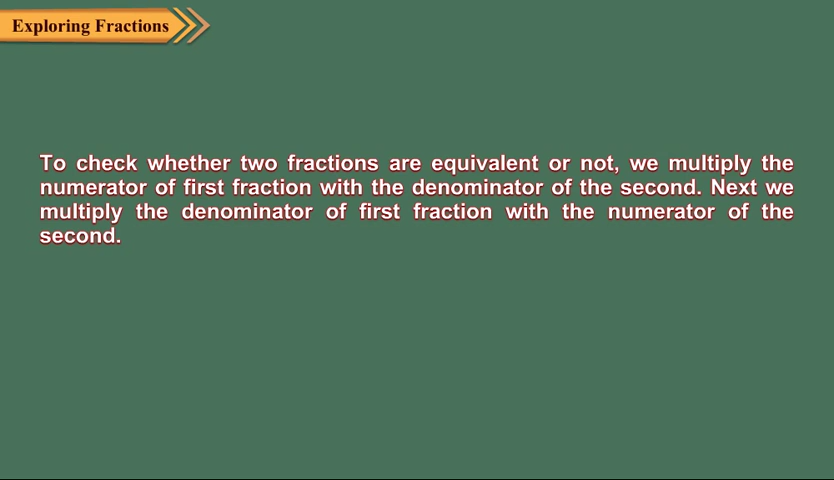 Exploring Fractions
To check whether two fractions are equivalent or not, we multiply the
numerator of first fraction with the denominator of the second. Next we
multiply the denominator of first fraction with the numerator of the
second.